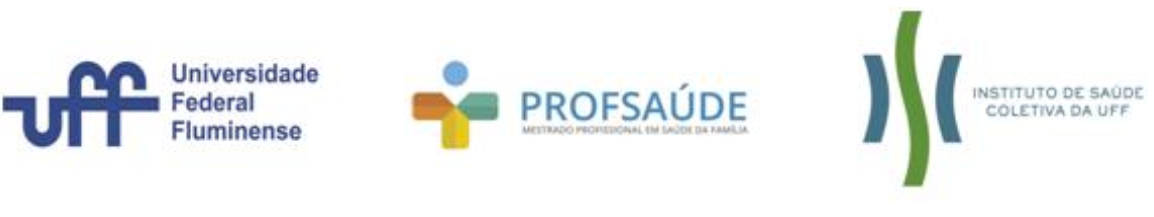 uff
Universidade
Federal
Fluminense
PROFSAÚDE
MESTRADO PROFISSIONAL EM SAÚDE DA FAMÍLIA
INSTITUTO DE SAÚDE
COLETIVA DA UFF